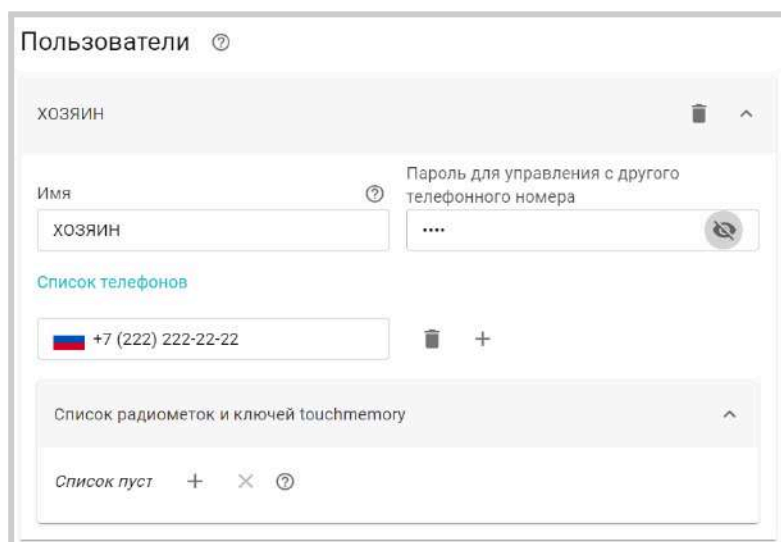 Пользователи
ХОЗЯИН
Имя
Пароль для управления с другого
телефонного номера
ХОЗЯИН
••••
Список телефонов
+7 (222) 222-22-22
Список радиометок и ключей touchmemory
Список пуст